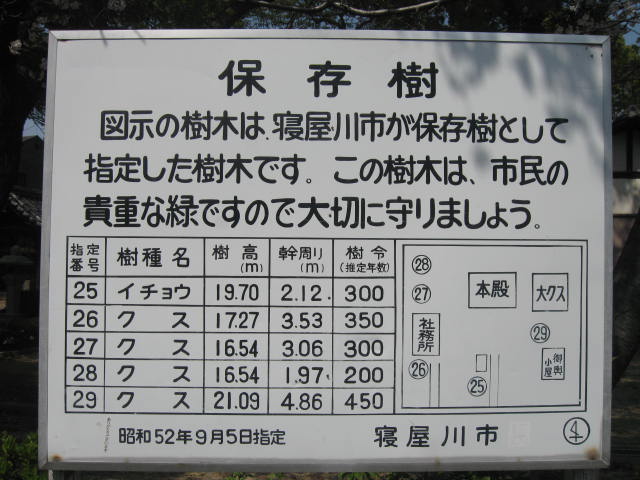 保存樹
図示の樹木は、寝屋川市が保存樹として
指定した樹木です。この樹木は、市民の
貴重な緑ですので大切に守りましょう。
指定番号 樹種名 樹高(m) 幹周り(m) 樹令(推定年数)
25 イチョウ 19.70 2.12 300
26 クス 17.27 3.53 350
27 クス 16.54 3.06 300
28 クス 16.54 1.97 200
29 クス 21.09 4.86 450
28
27
本殿
大クス
社務所
29
御輿小屋
26
25
昭和52年9月5日指定
寝屋川市
4